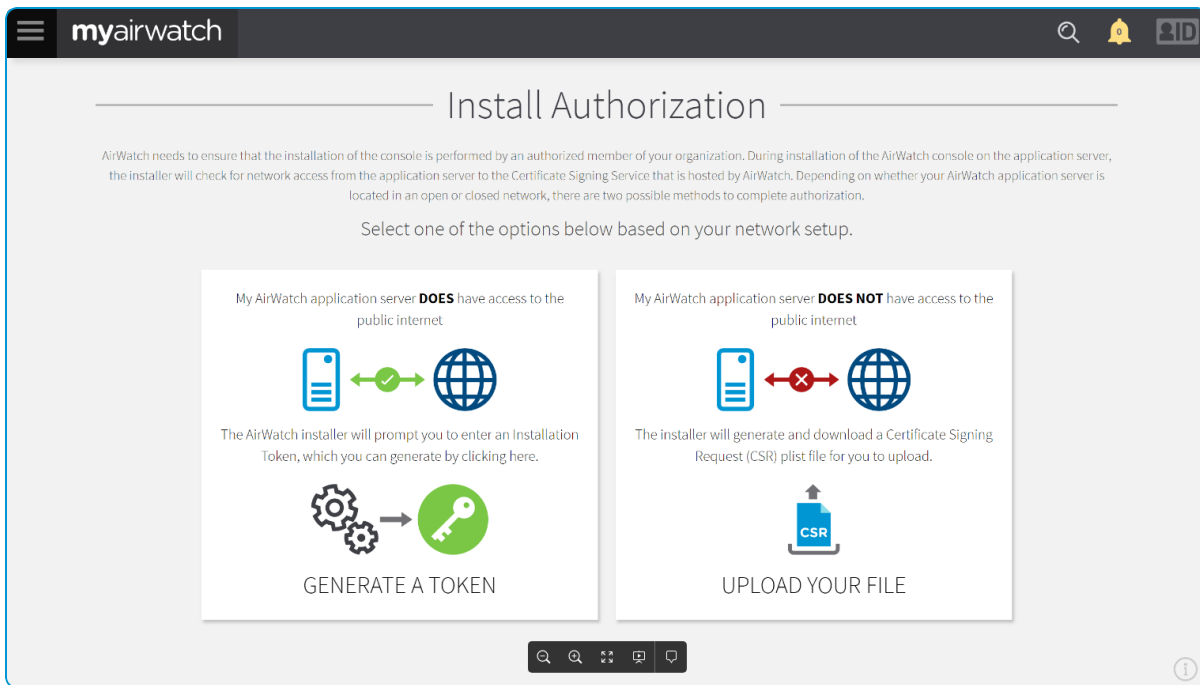 myairwatch
0
ID
Install Authorization
AirWatch needs to ensure that the installation of the console is performed by an authorized member of your organization. During installation of the AirWatch console on the application server,
the installer will check for network access from the application server to the Certificate Signing Service that is hosted by AirWatch. Depending on whether your AirWatch application server is
located in an open or closed network, there are two possible methods to complete authorization.
Select one of the options below based on your network setup.
My AirWatch application server DOES have access to the
public internet
The AirWatch installer will prompt you to enter an Installation
Token, which you can generate by clicking here.
GENERATE A TOKEN
My AirWatch application server DOES NOT have access to the
public internet
The installer will generate and download a Certificate Signing
Request (CSR) plist file for you to upload.
CSR
UPLOAD YOUR FILE